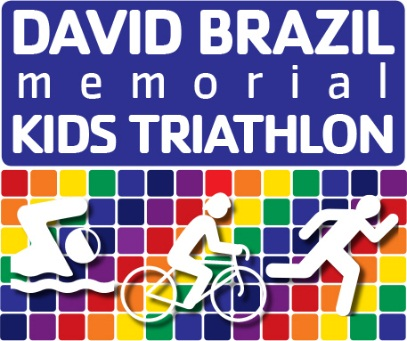 DAVID BRAZIL
memorial
KIDS TRIATHLON